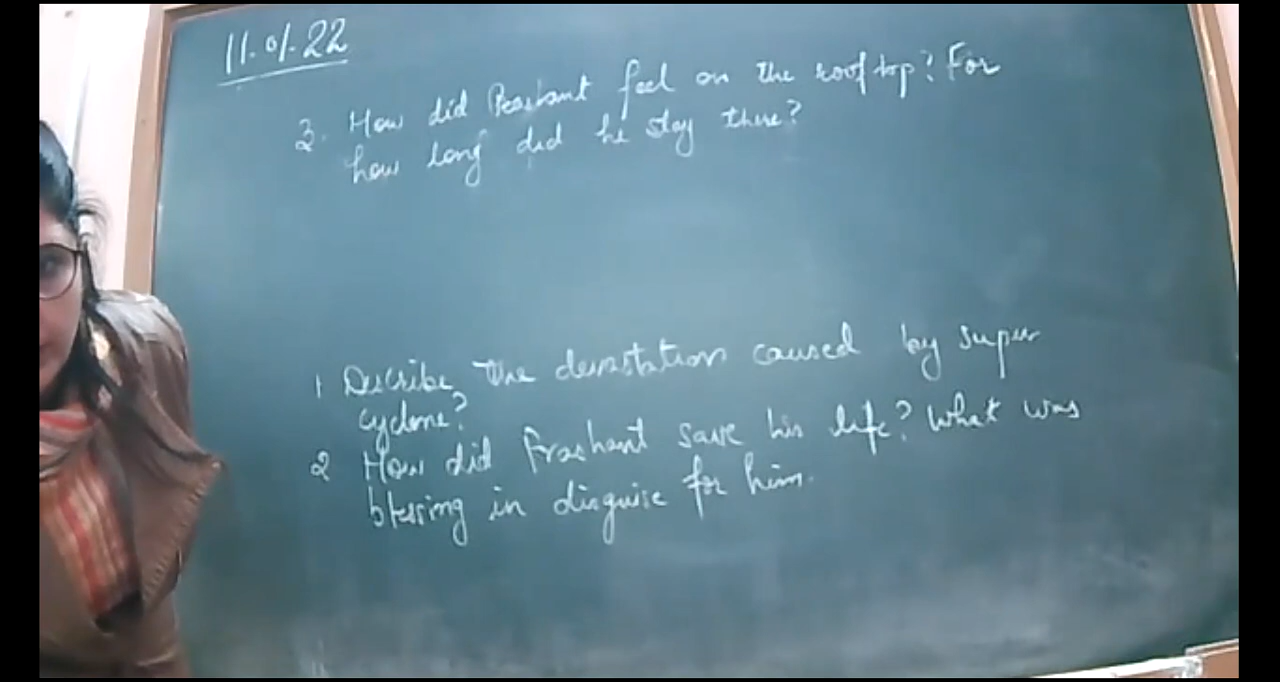 11.01.22
3. How did Prashant feel on the rooftop? For
how long did he stay there?
1 Describe the devastation caused by super
cyclone?
2 How did Prashant save his life? What was
blessing in disguise for him.